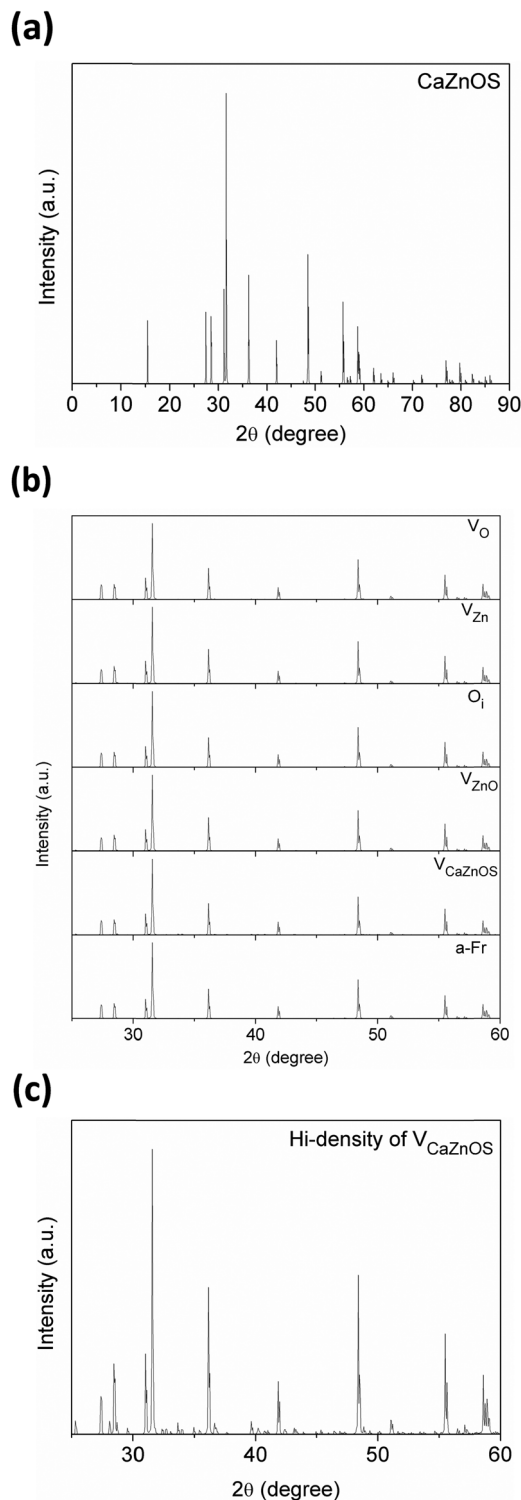 (a)
CaZnOS
Intensity (a.u.)
0 10 20 30 40 50 60 70 80 90
2θ (degree)
(b)
V_O
V_Zn
O_i
V_ZnO
V_CaZnOS
a-Fr
Intensity (a.u.)
30 40 50 60
2θ (degree)
(c)
Hi-density of V_CaZnOS
Intensity (a.u.)
30 40 50 60
2θ (degree)